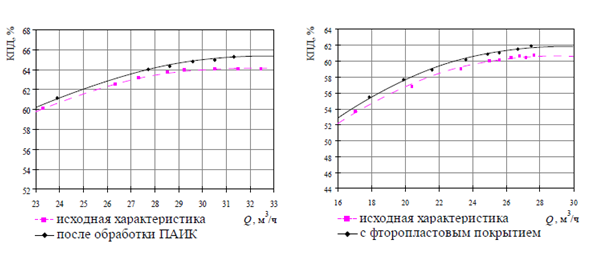 КПД, %
68
66
64
62
60
58
56
54
52
23 24 25 26 27 28 29 30 31 32 33
исходная характеристика Q, м³/ч
после обработки ПАИК
КПД, %
64
62
60
58
56
54
52
50
48
46
44
16 18 20 22 24 26 28 30
исходная характеристика Q, м³/ч
с фторопластовым покрытием